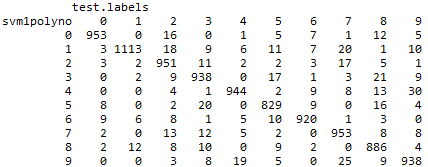 test.labels
svm1polyno 0 1 2 3 4 5 6 7 8 9
0 953 0 16 0 1 5 7 1 12 5
1 3 1113 18 9 6 11 7 20 1 10
2 3 2 951 11 2 2 3 17 5 1
3 0 2 9 938 0 17 1 3 21 9
4 0 0 4 1 944 2 9 8 13 30
5 8 0 2 20 0 829 9 0 16 4
6 9 6 8 1 5 10 920 1 3 0
7 2 0 13 12 5 2 0 953 8 8
8 2 12 8 10 0 9 2 0 886 4
9 0 0 3 8 19 5 0 25 9 938